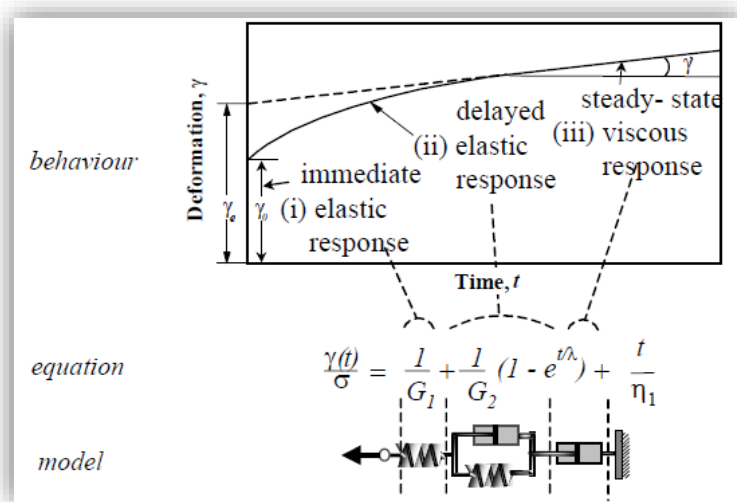 Deformation, γ
γₑ
γ₀
immediate
(i) elastic
response
delayed
(ii) elastic
response
steady- state
(iii) viscous
response
γ
Time, t
behaviour
equation
γ(t)/σ = 1/G₁ + 1/G₂ (1 - e^{t/λ}) + t/η₁
model